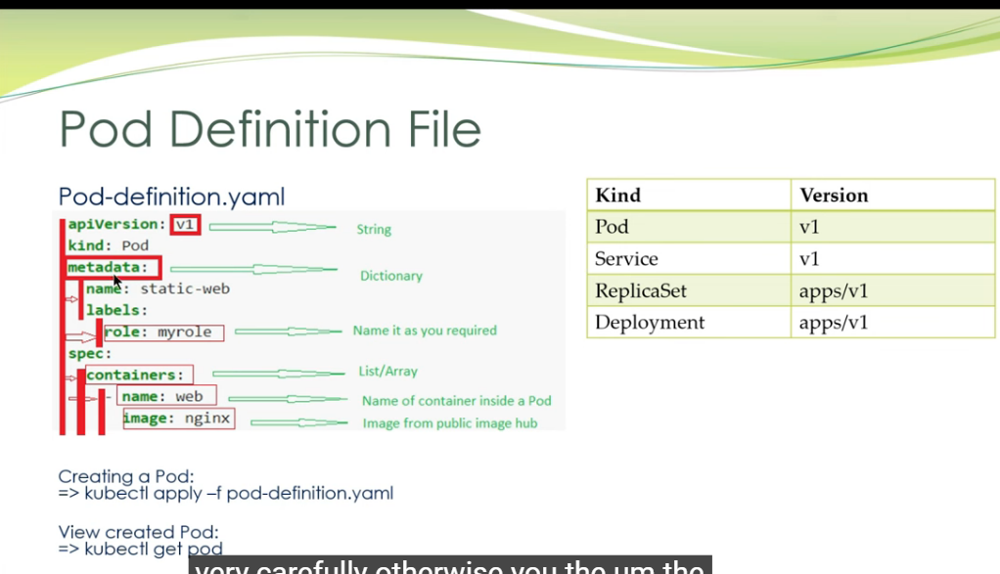 Pod Definition File
Pod-definition.yaml
apiVersion: v1
String
kind: Pod
metadata:
Dictionary
name: static-web
labels:
role: myrole
Name it as you required
spec:
containers:
List/Array
- name: web
Name of container inside a Pod
image: nginx
Image from public image hub
Kind Version
Pod v1
Service v1
ReplicaSet apps/v1
Deployment apps/v1
Creating a Pod:
=> kubectl apply –f pod-definition.yaml
View created Pod:
=> kubectl get pod
very carefully otherwise you the um the